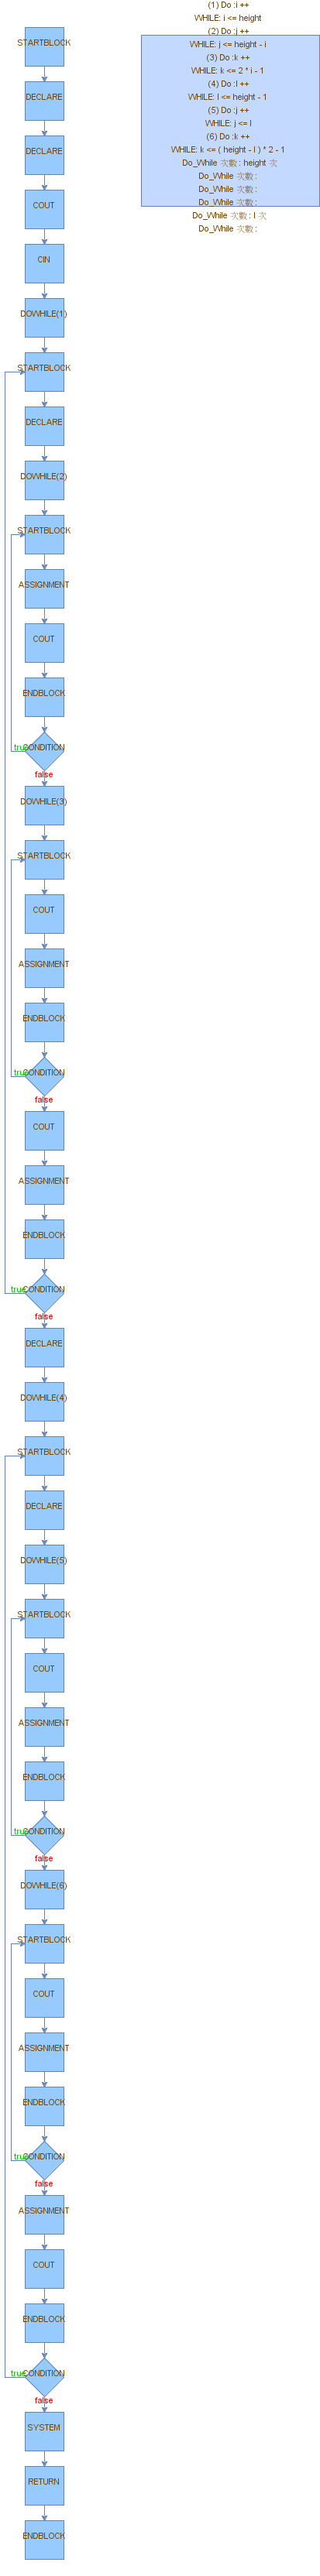 (1) Do :i ++
WHILE: i <= height
(2) Do :j ++
WHILE: j <= height - i
(3) Do :k ++
WHILE: k <= 2 * i - 1
(4) Do :l ++
WHILE: l <= height - 1
(5) Do :j ++
WHILE: j <= l
(6) Do :k ++
WHILE: k <= ( height - l ) * 2 - 1
Do_While 次數 : height 次
Do_While 次數 :
Do_While 次數 :
Do_While 次數 :
Do_While 次數 : l 次
Do_While 次數 :
STARTBLOCK
DECLARE
DECLARE
COUT
CIN
DOWHILE(1)
STARTBLOCK
DECLARE
DOWHILE(2)
STARTBLOCK
ASSIGNMENT
COUT
ENDBLOCK
true CONDITION
false
DOWHILE(3)
STARTBLOCK
COUT
ASSIGNMENT
ENDBLOCK
true CONDITION
false
COUT
ASSIGNMENT
ENDBLOCK
true CONDITION
false
DECLARE
DOWHILE(4)
STARTBLOCK
DECLARE
DOWHILE(5)
STARTBLOCK
COUT
ASSIGNMENT
ENDBLOCK
true CONDITION
false
DOWHILE(6)
STARTBLOCK
COUT
ASSIGNMENT
ENDBLOCK
true CONDITION
false
ASSIGNMENT
COUT
ENDBLOCK
true CONDITION
false
SYSTEM
RETURN
ENDBLOCK